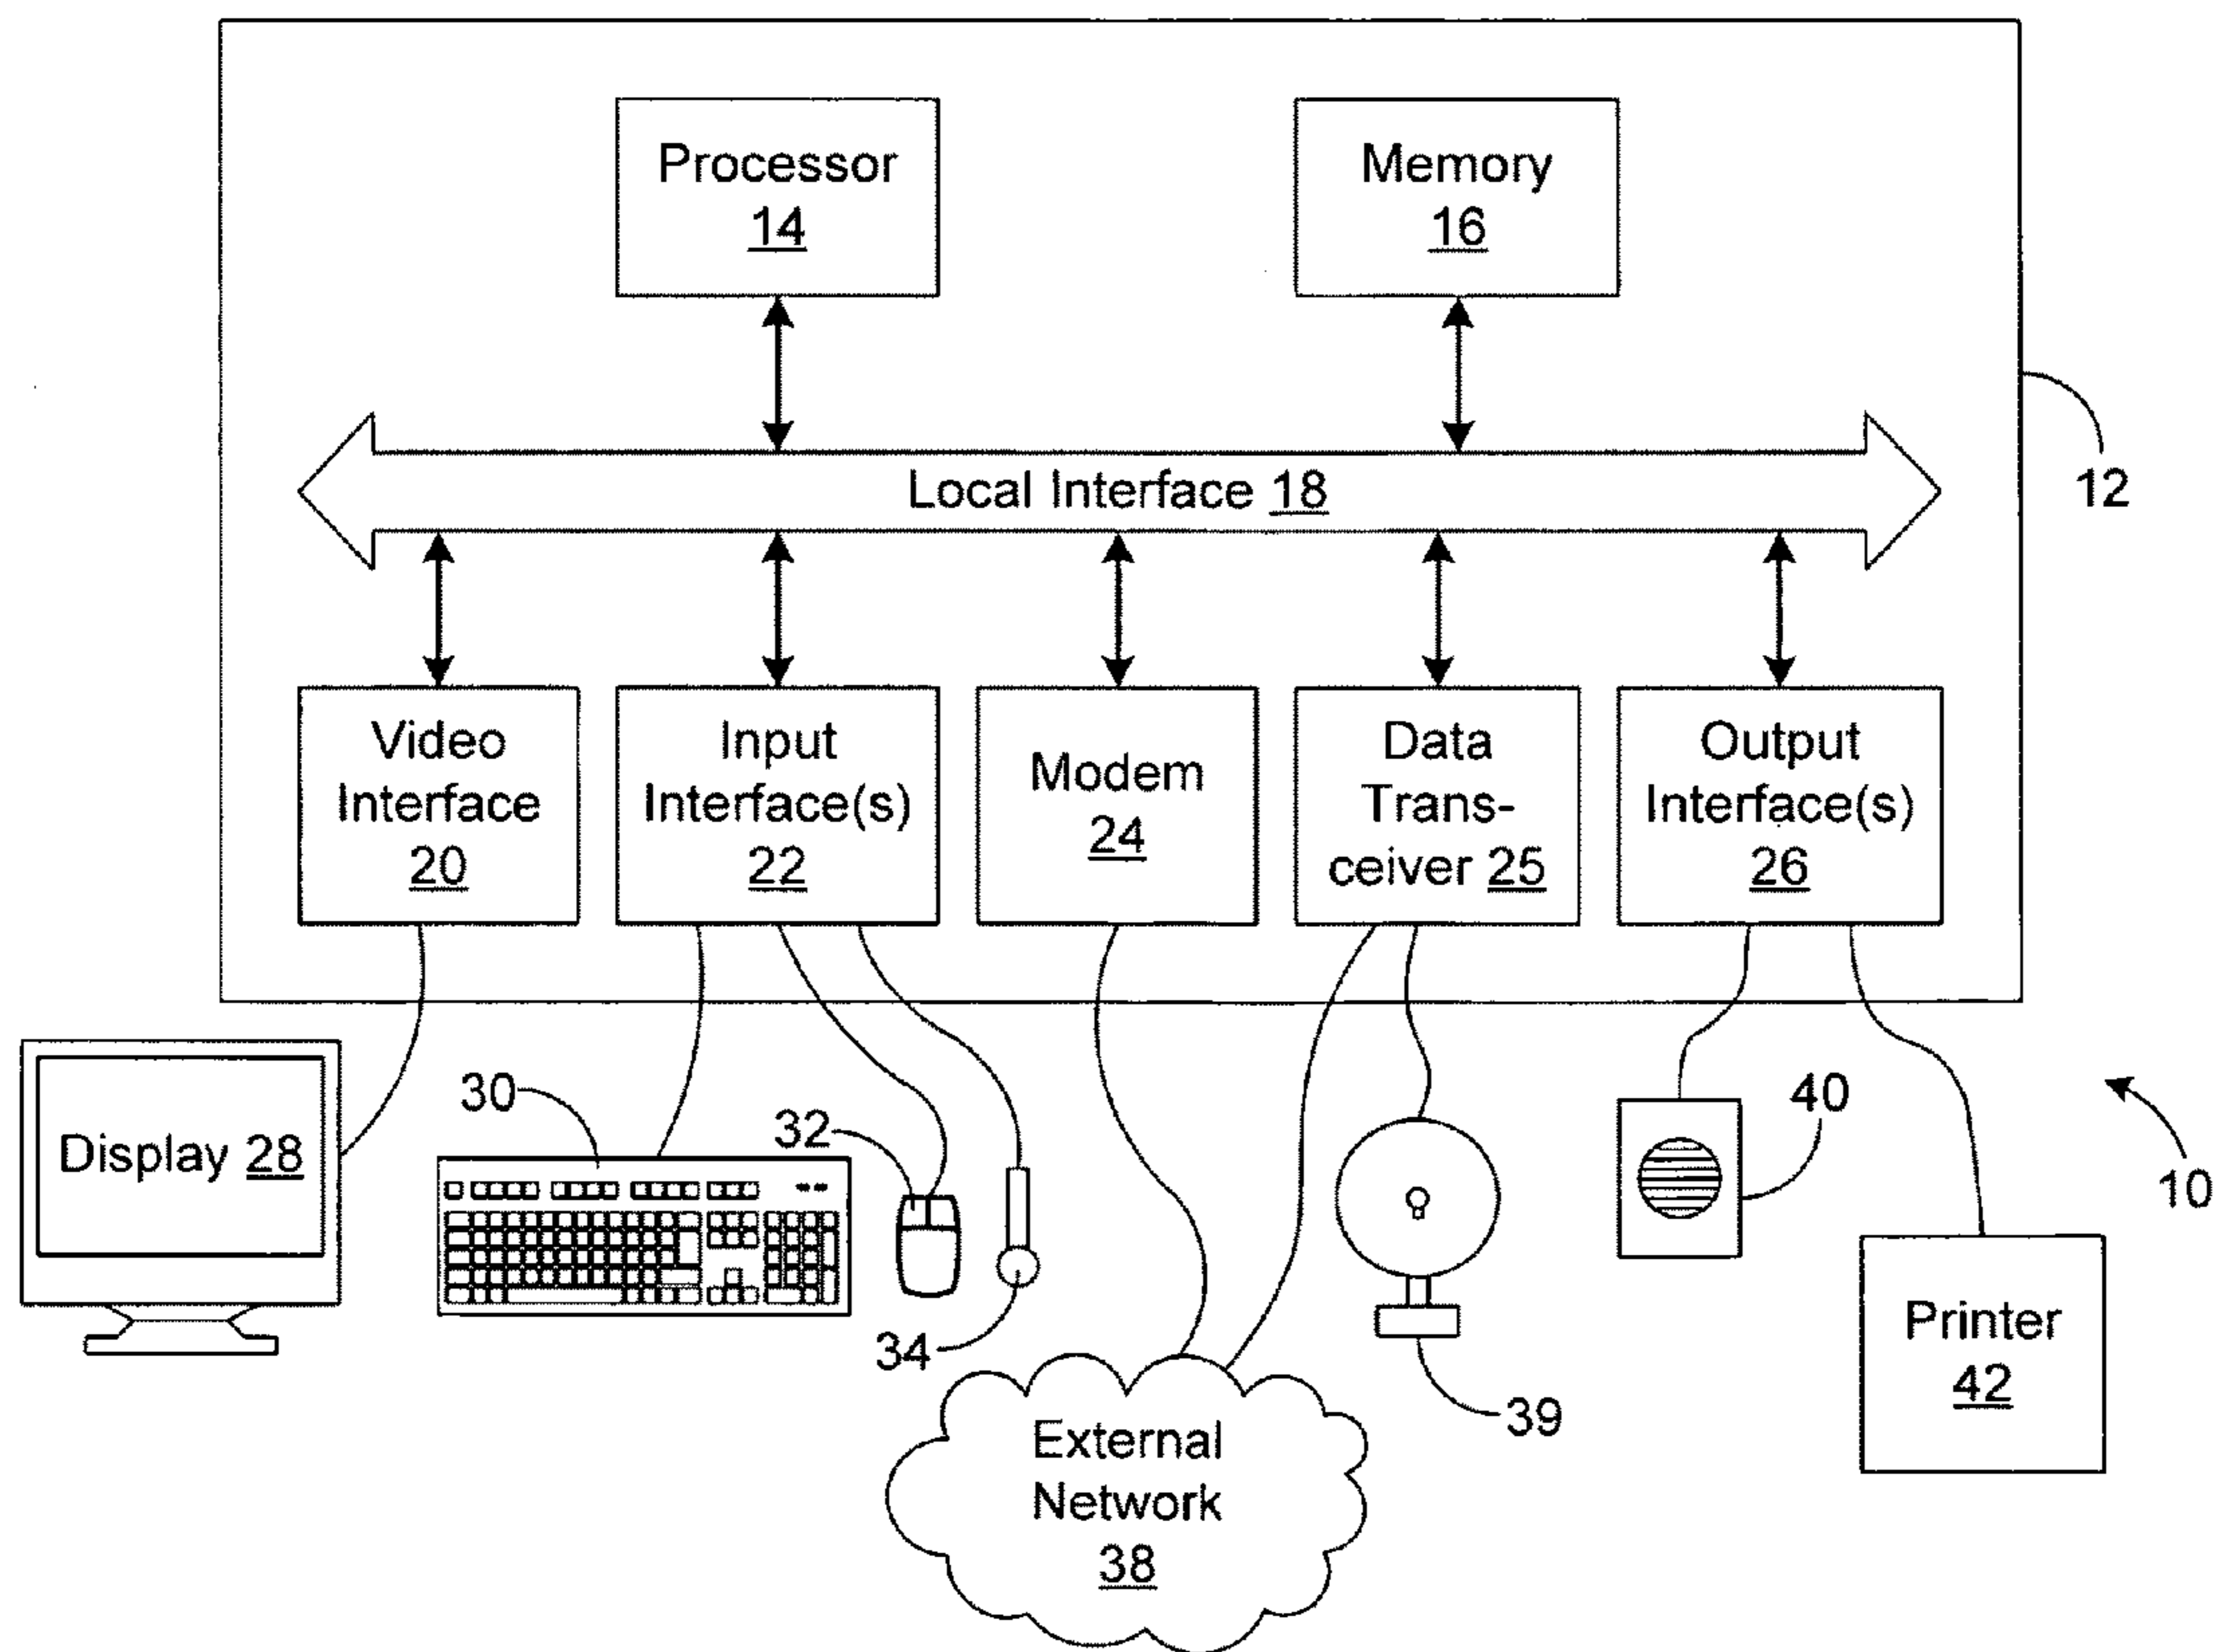 Processor
14
Memory
16
Local Interface 18
12
Video
Interface
20
Input
Interface(s)
22
Modem
24
Data
Trans-
ceiver 25
Output
Interface(s)
26
Display 28
30
32
34
External
Network
38
39
40
Printer
42
10